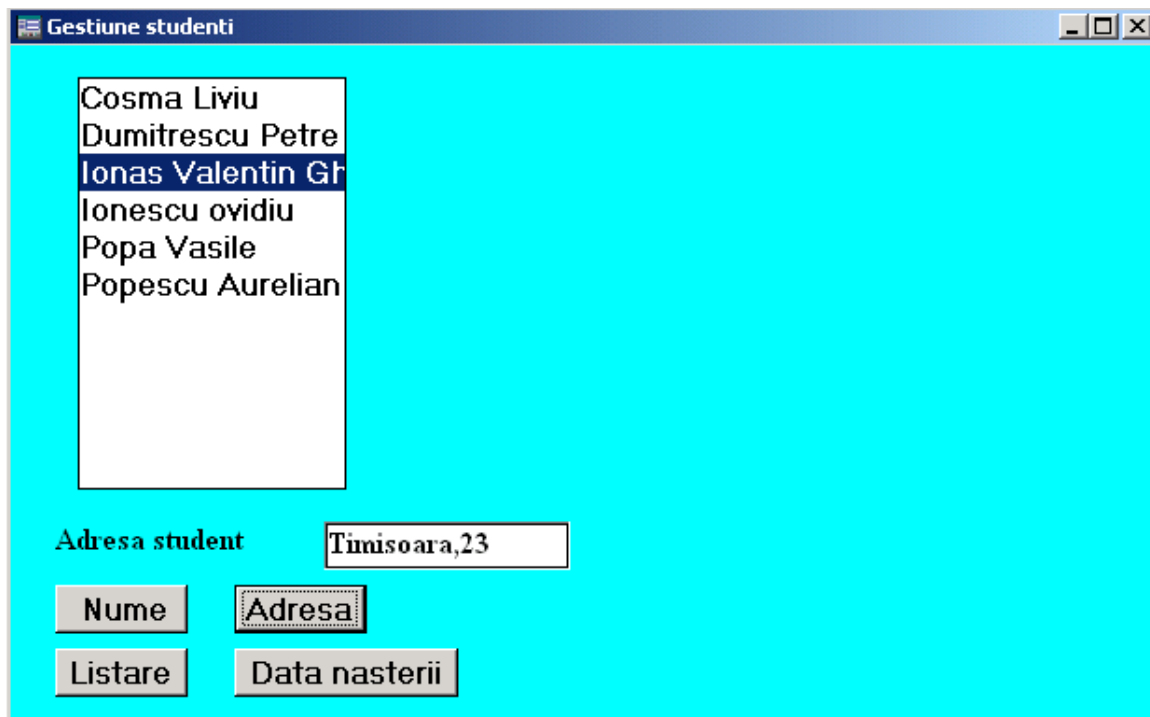 Gestiune studenti
Cosma Liviu
Dumitrescu Petre
Ionas Valentin Gh
Ionescu ovidiu
Popa Vasile
Popescu Aurelian
Adresa student
Timisoara,23
Nume
Adresa
Listare
Data nasterii